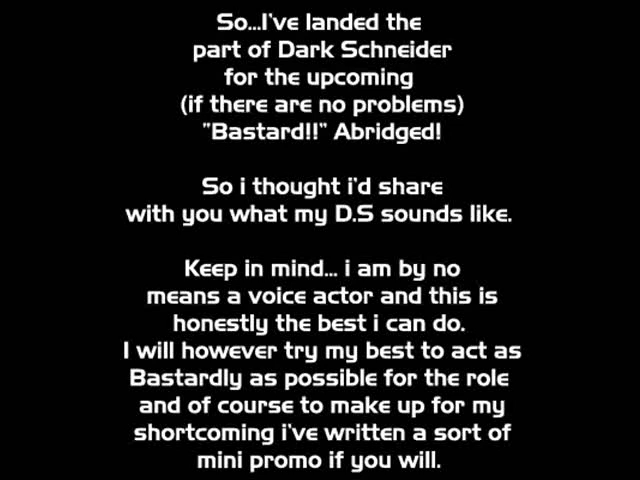 So...I've landed the
part of Dark Schneider
for the upcoming
(if there are no problems)
"Bastard!!" Abridged!
So i thought i'd share
with you what my D.S sounds like.
Keep in mind... i am by no
means a voice actor and this is
honestly the best i can do.
I will however try my best to act as
Bastardly as possible for the role
and of course to make up for my
shortcoming i've written a sort of
mini promo if you will.